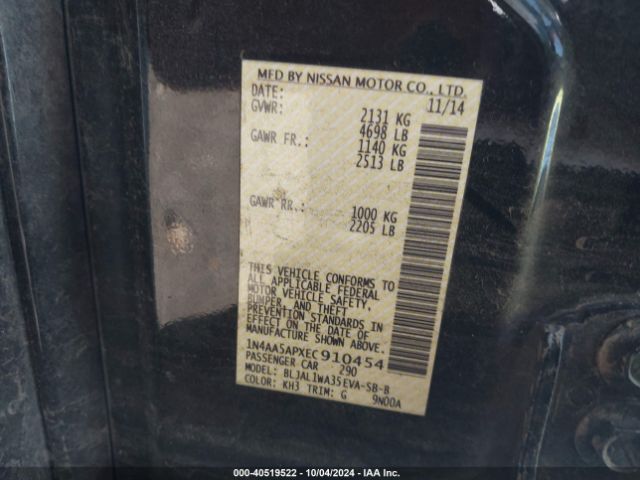 MFD BY NISSAN MOTOR CO., LTD.
DATE: 11/14
GVWR: 2131 KG
4698 LB
GAWR FR.: 1140 KG
2513 LB
GAWR RR.: 1000 KG
2205 LB
THIS VEHICLE CONFORMS TO
ALL APPLICABLE FEDERAL
MOTOR VEHICLE SAFETY,
BUMPER, AND THEFT
PREVENTION STANDARDS
IN EFFECT ON THE DATE OF
MANUFACTURE SHOWN ABOVE.
1N4AA5APXEC910454
PASSENGER CAR 290
MODEL: BLJAL1WA35EVA-SB-B
COLOR: KH3 TRIM: G 9N00A
000-40519522 - 10/04/2024 - IAA Inc.